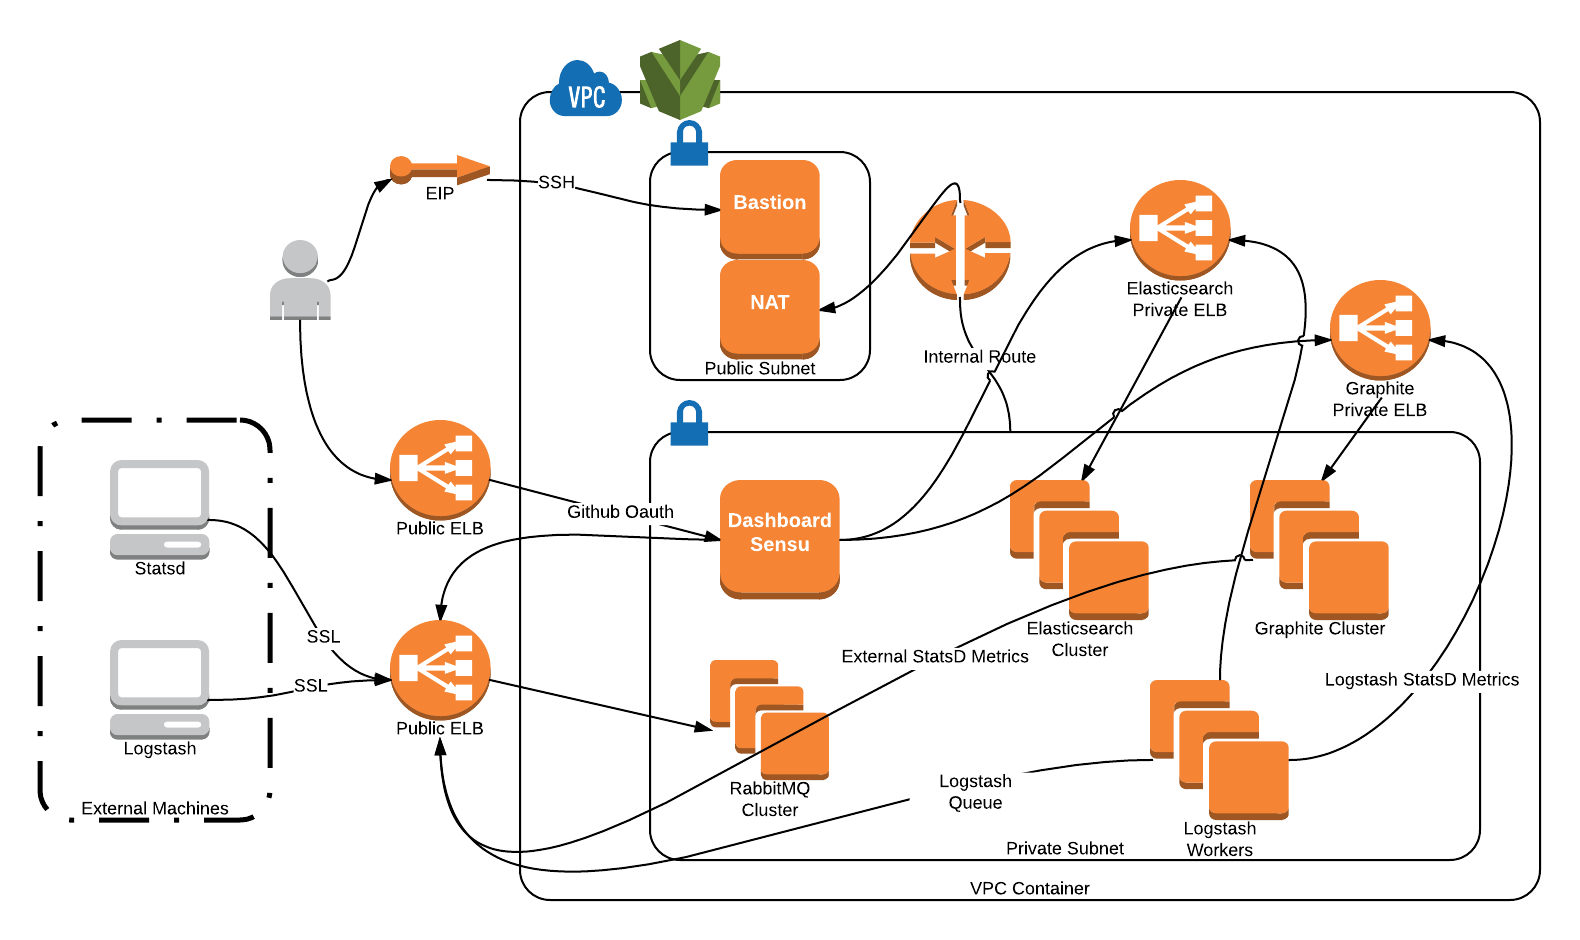 VPC
EIP
SSH
Bastion
NAT
Public Subnet
Internal Route
Elasticsearch
Private ELB
Graphite
Private ELB
Public ELB
Github Oauth
Dashboard
Sensu
Statsd
SSL
Logstash
SSL
External Machines
Public ELB
Elasticsearch
Cluster
Graphite Cluster
External StatsD Metrics
Logstash StatsD Metrics
RabbitMQ
Cluster
Logstash
Queue
Logstash
Workers
Private Subnet
VPC Container